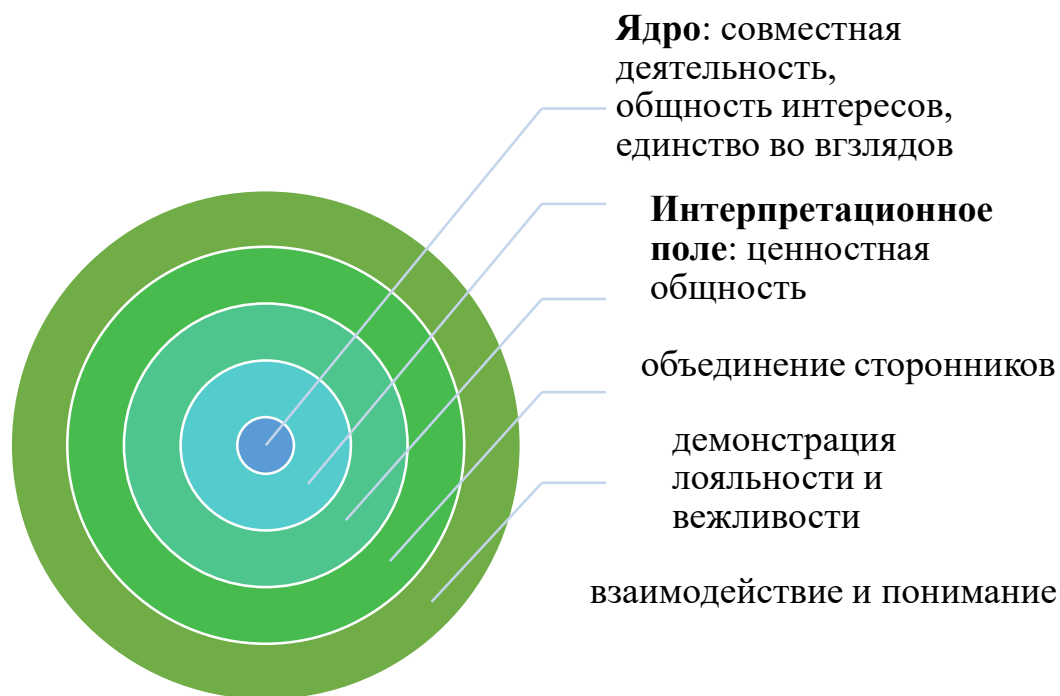 Ядро: совместная
деятельность,
общность интересов,
единство во вгзлядов
Интерпретационное
поле: ценностная
общность
объединение сторонников
демонстрация
лояльности и
вежливости
взаимодействие и понимание